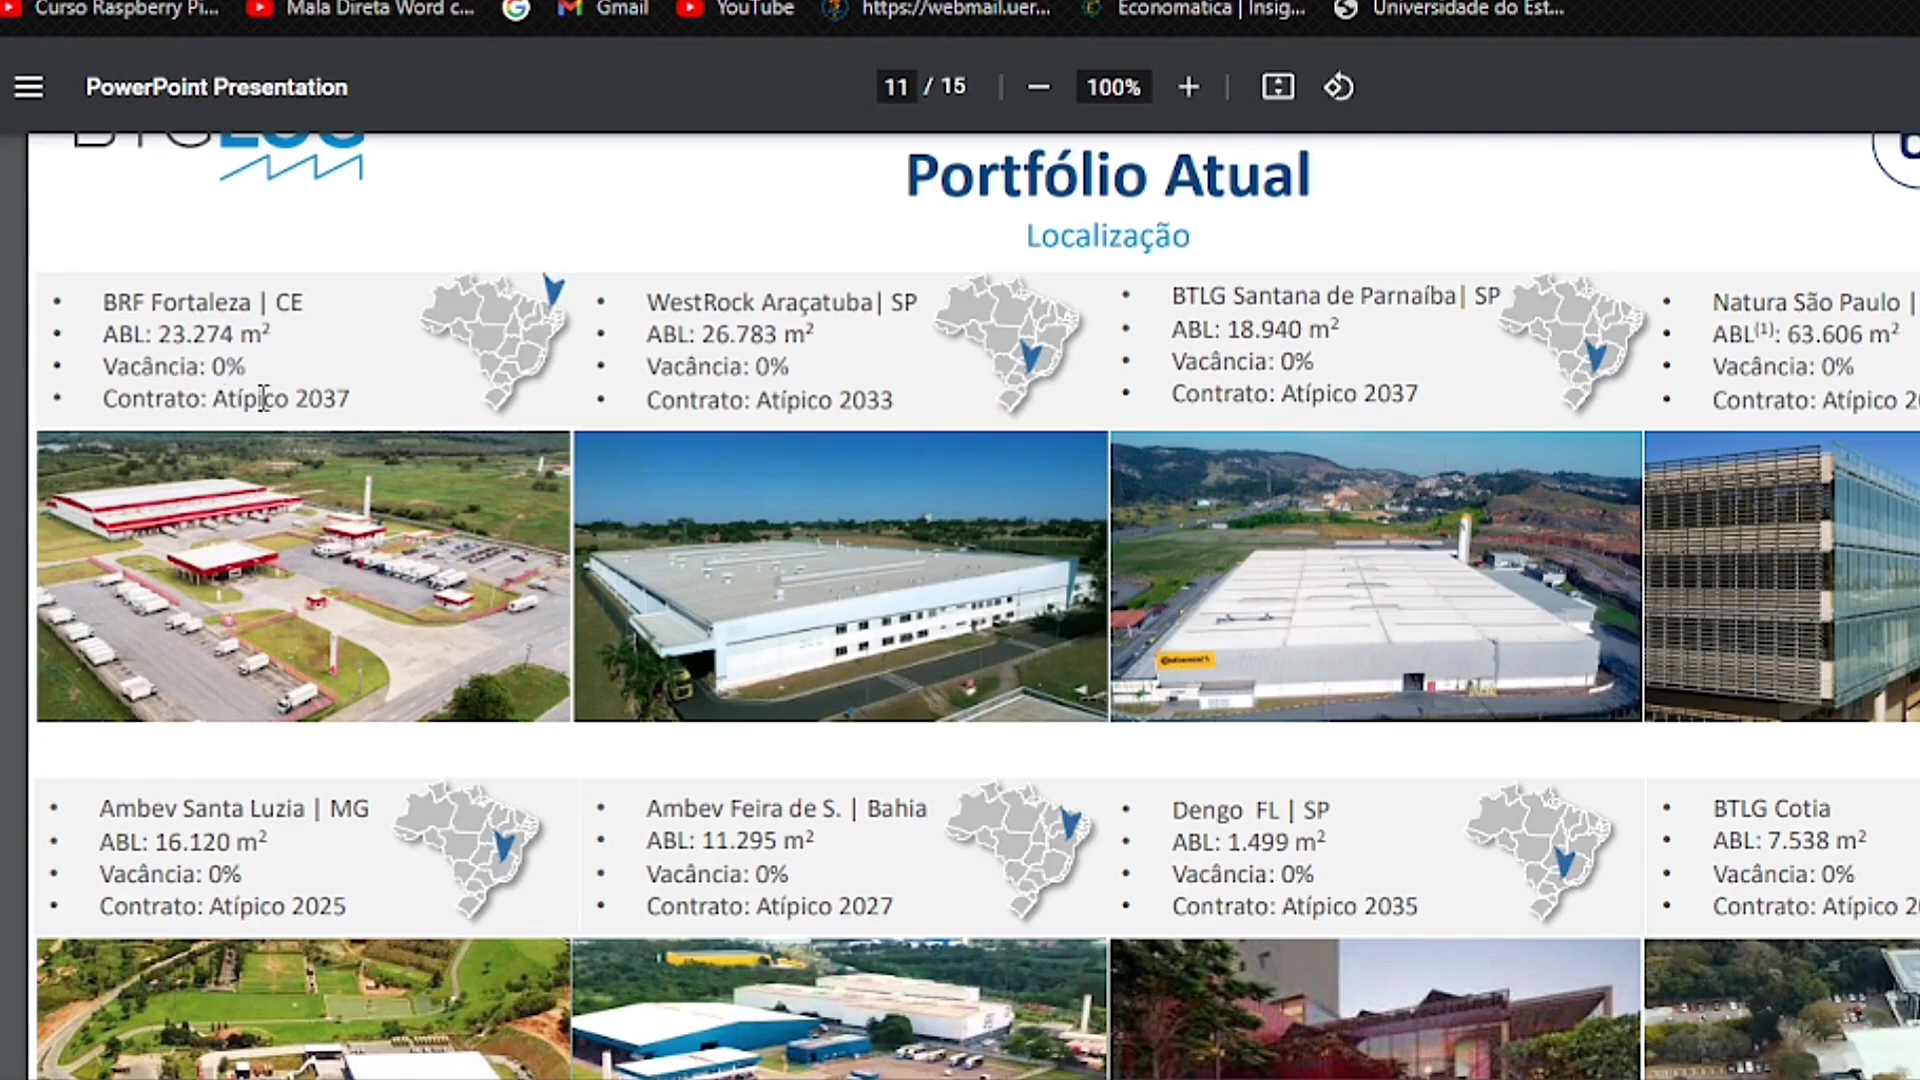 Curso Raspberry Pi...
Mala Direta Word c...
Gmail
YouTube
https://webmail.uer...
Economatica | Insig...
Universidade do Est...
PowerPoint Presentation
11 / 15
100%
BTGLOG
Portfólio Atual
Localização
• BRF Fortaleza | CE
• ABL: 23.274 m²
• Vacância: 0%
• Contrato: Atípico 2037
• WestRock Araçatuba| SP
• ABL: 26.783 m²
• Vacância: 0%
• Contrato: Atípico 2033
• BTLG Santana de Parnaíba| SP
• ABL: 18.940 m²
• Vacância: 0%
• Contrato: Atípico 2037
• Natura São Paulo |
• ABL⁽¹⁾: 63.606 m²
• Vacância: 0%
• Contrato: Atípico 2
Continental
• Ambev Santa Luzia | MG
• ABL: 16.120 m²
• Vacância: 0%
• Contrato: Atípico 2025
• Ambev Feira de S. | Bahia
• ABL: 11.295 m²
• Vacância: 0%
• Contrato: Atípico 2027
• Dengo FL | SP
• ABL: 1.499 m²
• Vacância: 0%
• Contrato: Atípico 2035
• BTLG Cotia
• ABL: 7.538 m²
• Vacância: 0%
• Contrato: Atípico 2